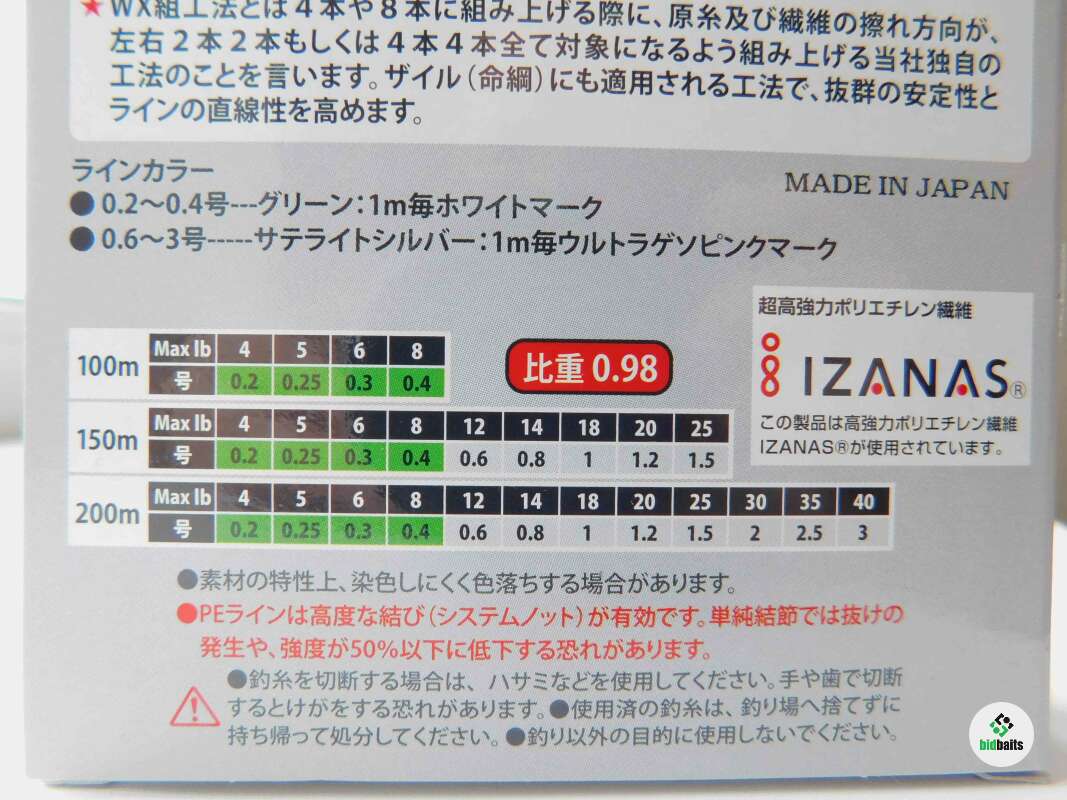 ★WX組工法とは4本や8本に組み上げる際に、原糸及び繊維の擦れ方向が、
左右2本2本もしくは4本4本全て対象になるよう組み上げる当社独自の
工法のことを言います。ザイル(命綱)にも適用される工法で、抜群の安定性と
ラインの直線性を高めます。
ラインカラー
MADE IN JAPAN
●0.2〜0.4号---グリーン:1m毎ホワイトマーク
●0.6〜3号-----サテライトシルバー:1m毎ウルトラゲソピンクマーク
超高強力ポリエチレン繊維
IZANAS®
この製品は高強力ポリエチレン繊維
IZANAS®が使用されています。
比重 0.98
100m
Max lb 4 5 6 8
号 0.2 0.25 0.3 0.4
150m
Max lb 4 5 6 8 12 14 18 20 25
号 0.2 0.25 0.3 0.4 0.6 0.8 1 1.2 1.5
200m
Max lb 4 5 6 8 12 14 18 20 25 30 35 40
号 0.2 0.25 0.3 0.4 0.6 0.8 1 1.2 1.5 2 2.5 3
●素材の特性上、染色しにくく色落ちする場合があります。
●PEラインは高度な結び(システムノット)が有効です。単純結節では抜けの
発生や、強度が50%以下に低下する恐れがあります。
●釣糸を切断する場合は、ハサミなどを使用してください。手や歯で切断
するとけがをする恐れがあります。●使用済の釣糸は、釣り場へ捨てずに
持ち帰って処分してください。●釣り以外の目的に使用しないでください。
bidbaits